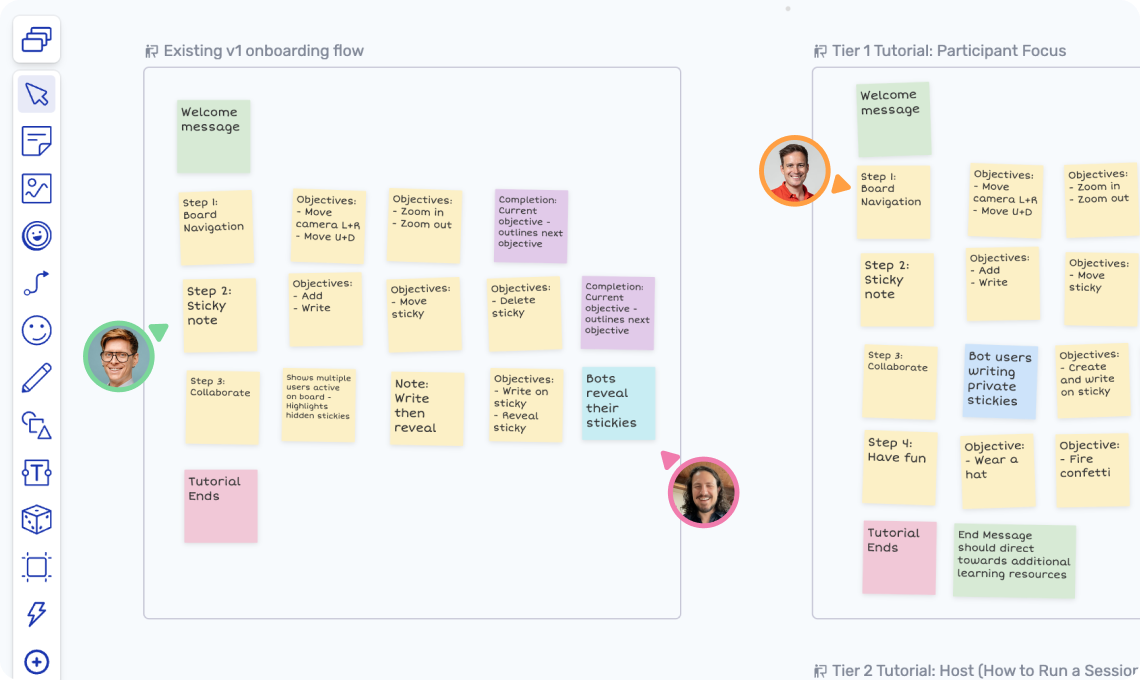 Existing v1 onboarding flow
Welcome
message
Step 1:
Board
Navigation
Objectives:
- Move
camera L+R
- Move U+D
Objectives:
- Zoom in
- Zoom out
Completion:
Current
objective -
outlines next
objective
Step 2:
Sticky
note
Objectives:
- Add
- Write
Objectives:
- Move
sticky
Objectives:
- Delete
sticky
Completion:
Current
objective -
outlines next
objective
Step 3:
Collaborate
Shows multiple
users active
on board -
Highlights
hidden stickies
Note:
Write
then
reveal
Objectives:
- Write on
sticky
- Reveal
sticky
Bots
reveal
their
stickies
Tutorial
Ends
Tier 1 Tutorial: Participant Focus
Welcome
message
Step 1:
Board
Navigation
Objectives:
- Move
camera L+R
- Move U+D
Objectives:
- Zoom in
- Zoom out
Step 2:
Sticky
note
Objectives:
- Add
- Write
Objectives:
- Move
sticky
Step 3:
Collaborate
Bot users
writing
private
stickies
Objectives:
- Create
and write
on sticky
Step 4:
Have fun
Objective:
- Wear a
hat
Objective:
- Fire
confetti
Tutorial
Ends
End Message
should direct
towards additional
learning resources
Tier 2 Tutorial: Host (How to Run a Session
T